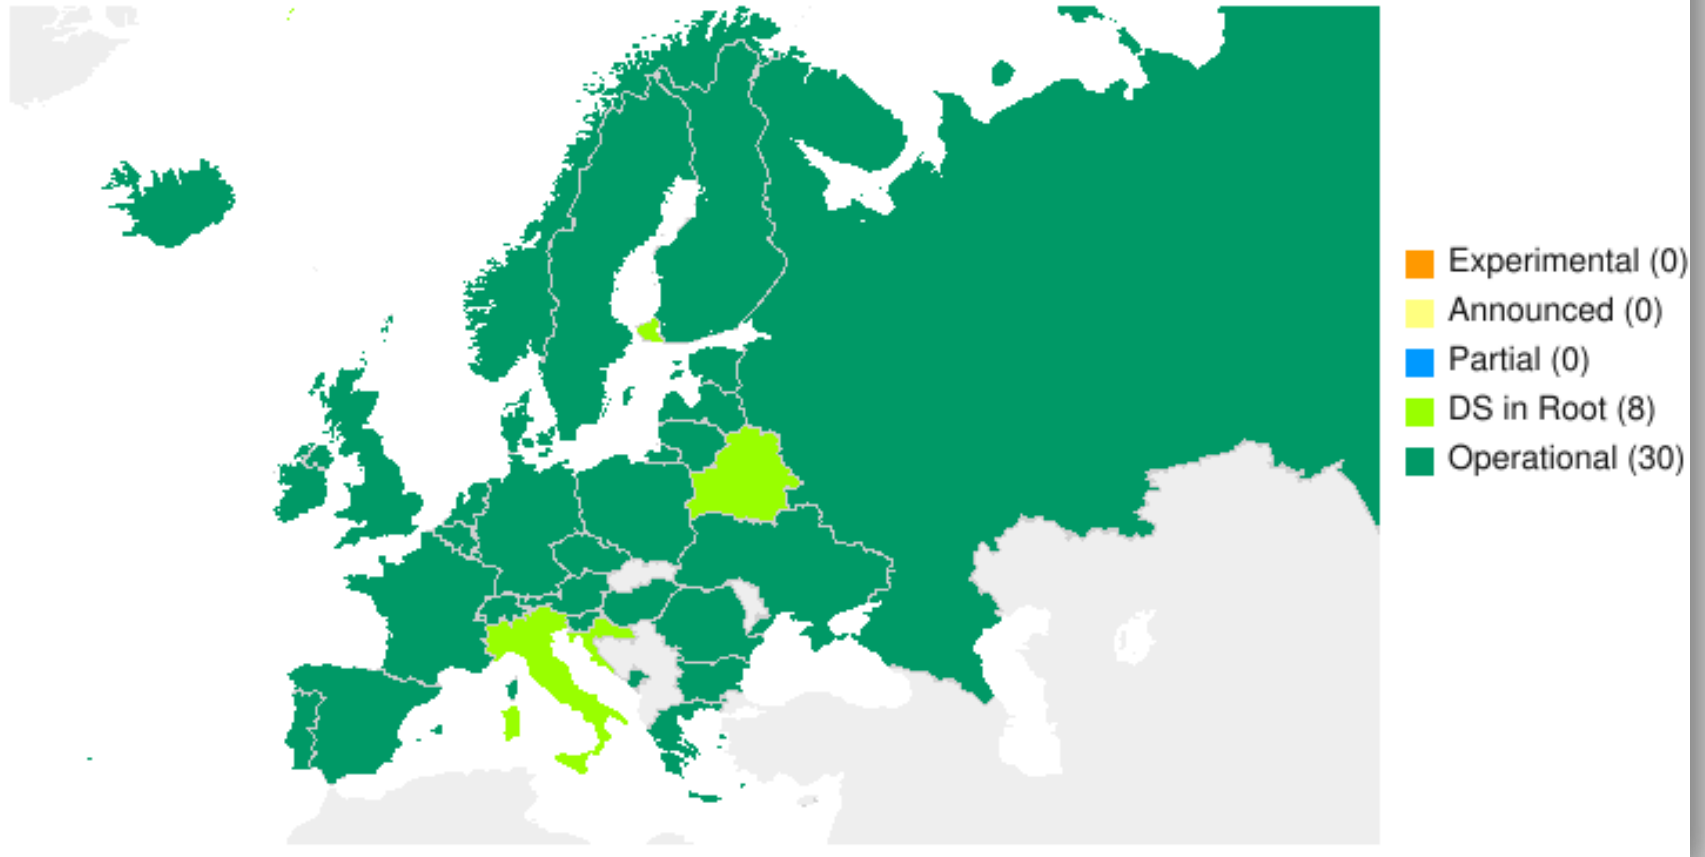 Experimental (0)
Announced (0)
Partial (0)
DS in Root (8)
Operational (30)